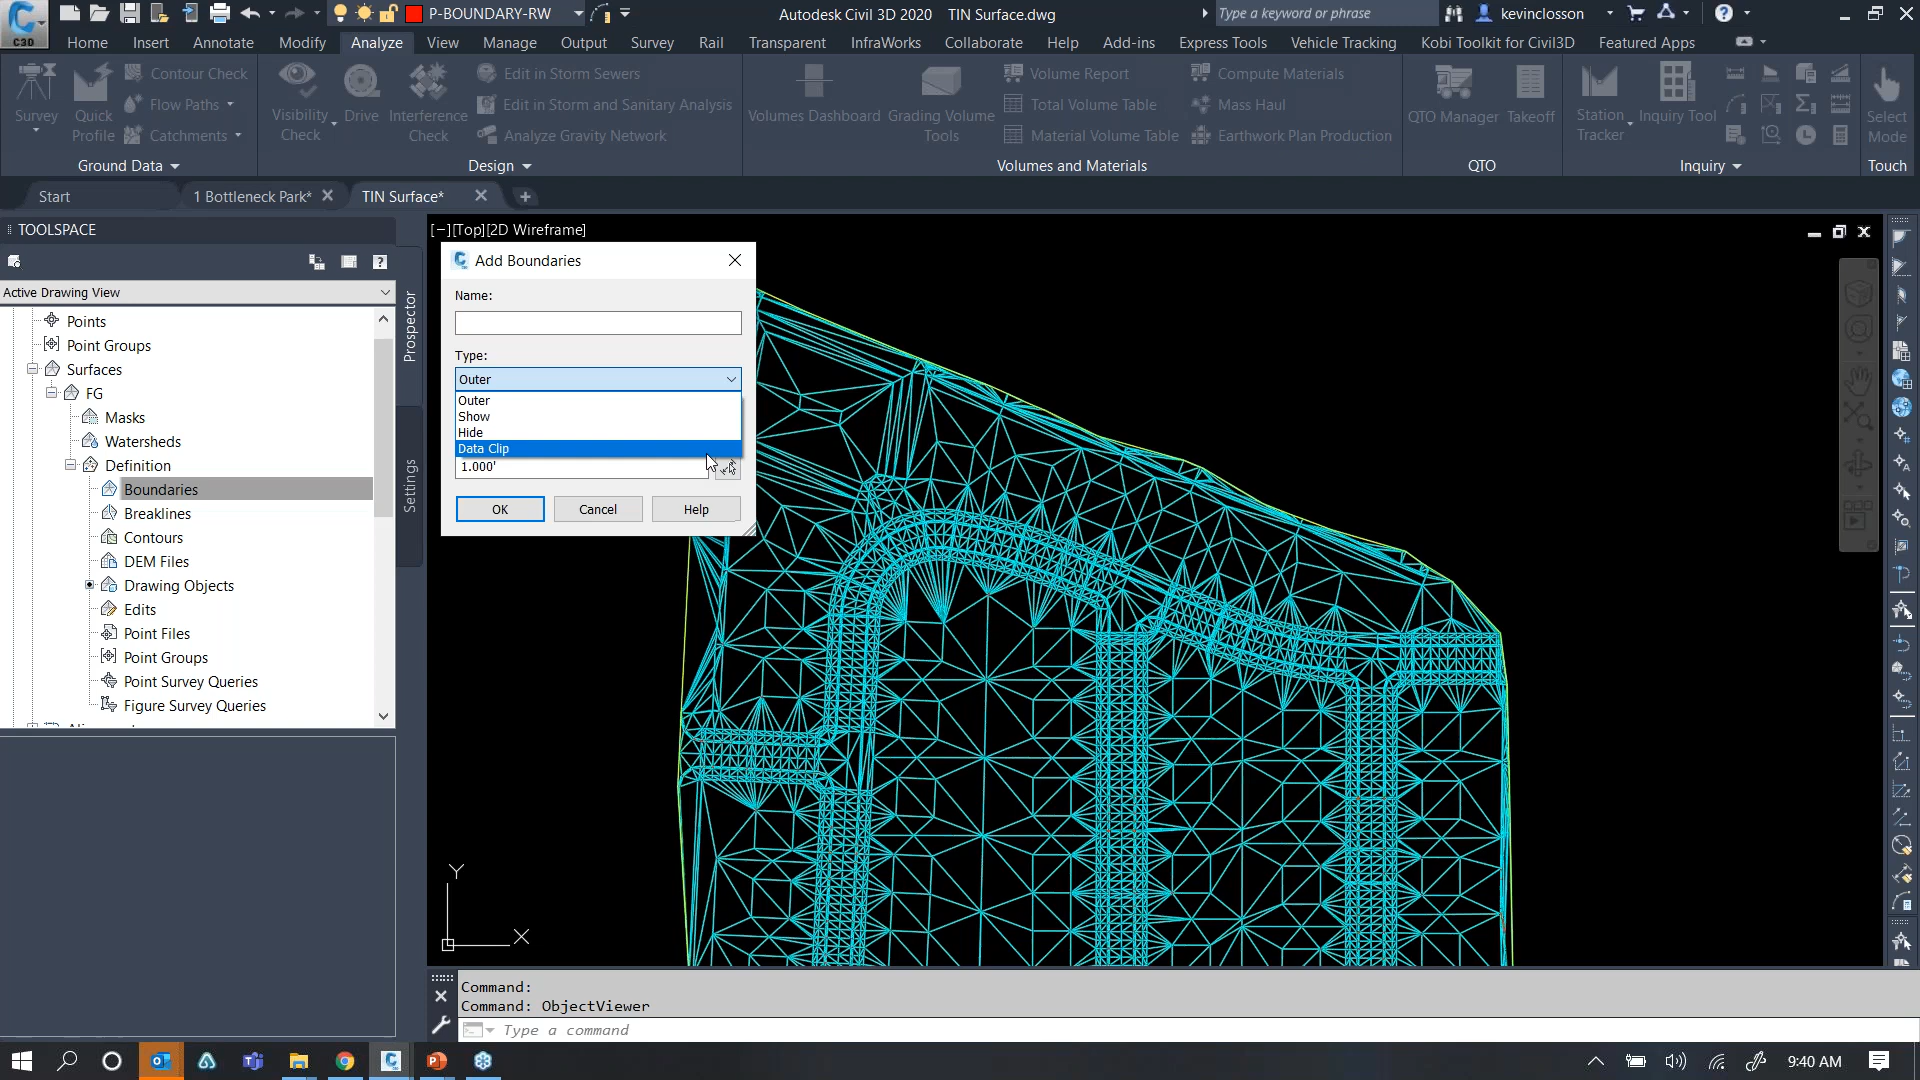 P-BOUNDARY-RW
Autodesk Civil 3D 2020 TIN Surface.dwg
Type a keyword or phrase
kevinclosson
C3D
Home Insert Annotate Modify Analyze View Manage Output Survey Rail Transparent InfraWorks Collaborate Help Add-ins Express Tools Vehicle Tracking Kobi Toolkit for Civil3D Featured Apps
Survey
Quick Profile
Contour Check
Flow Paths
Catchments
Ground Data
Visibility Check
Drive
Interference Check
Edit in Storm Sewers
Edit in Storm and Sanitary Analysis
Analyze Gravity Network
Design
Volumes Dashboard
Grading Volume Tools
Volume Report
Total Volume Table
Material Volume Table
Compute Materials
Mass Haul
Earthwork Plan Production
Volumes and Materials
QTO Manager
Takeoff
QTO
Station Tracker
Inquiry Tool
Inquiry
Select Mode
Touch
Start
1 Bottleneck Park*
TIN Surface*
TOOLSPACE
Active Drawing View
Points
Point Groups
Surfaces
FG
Masks
Watersheds
Definition
Boundaries
Breaklines
Contours
DEM Files
Drawing Objects
Edits
Point Files
Point Groups
Point Survey Queries
Figure Survey Queries
Prospector
Settings
[−][Top][2D Wireframe]
Add Boundaries
Name:
Type:
Outer
Outer
Show
Hide
Data Clip
1.000'
OK Cancel Help
Y
X
Command:
Command: ObjectViewer
Type a command
9:40 AM